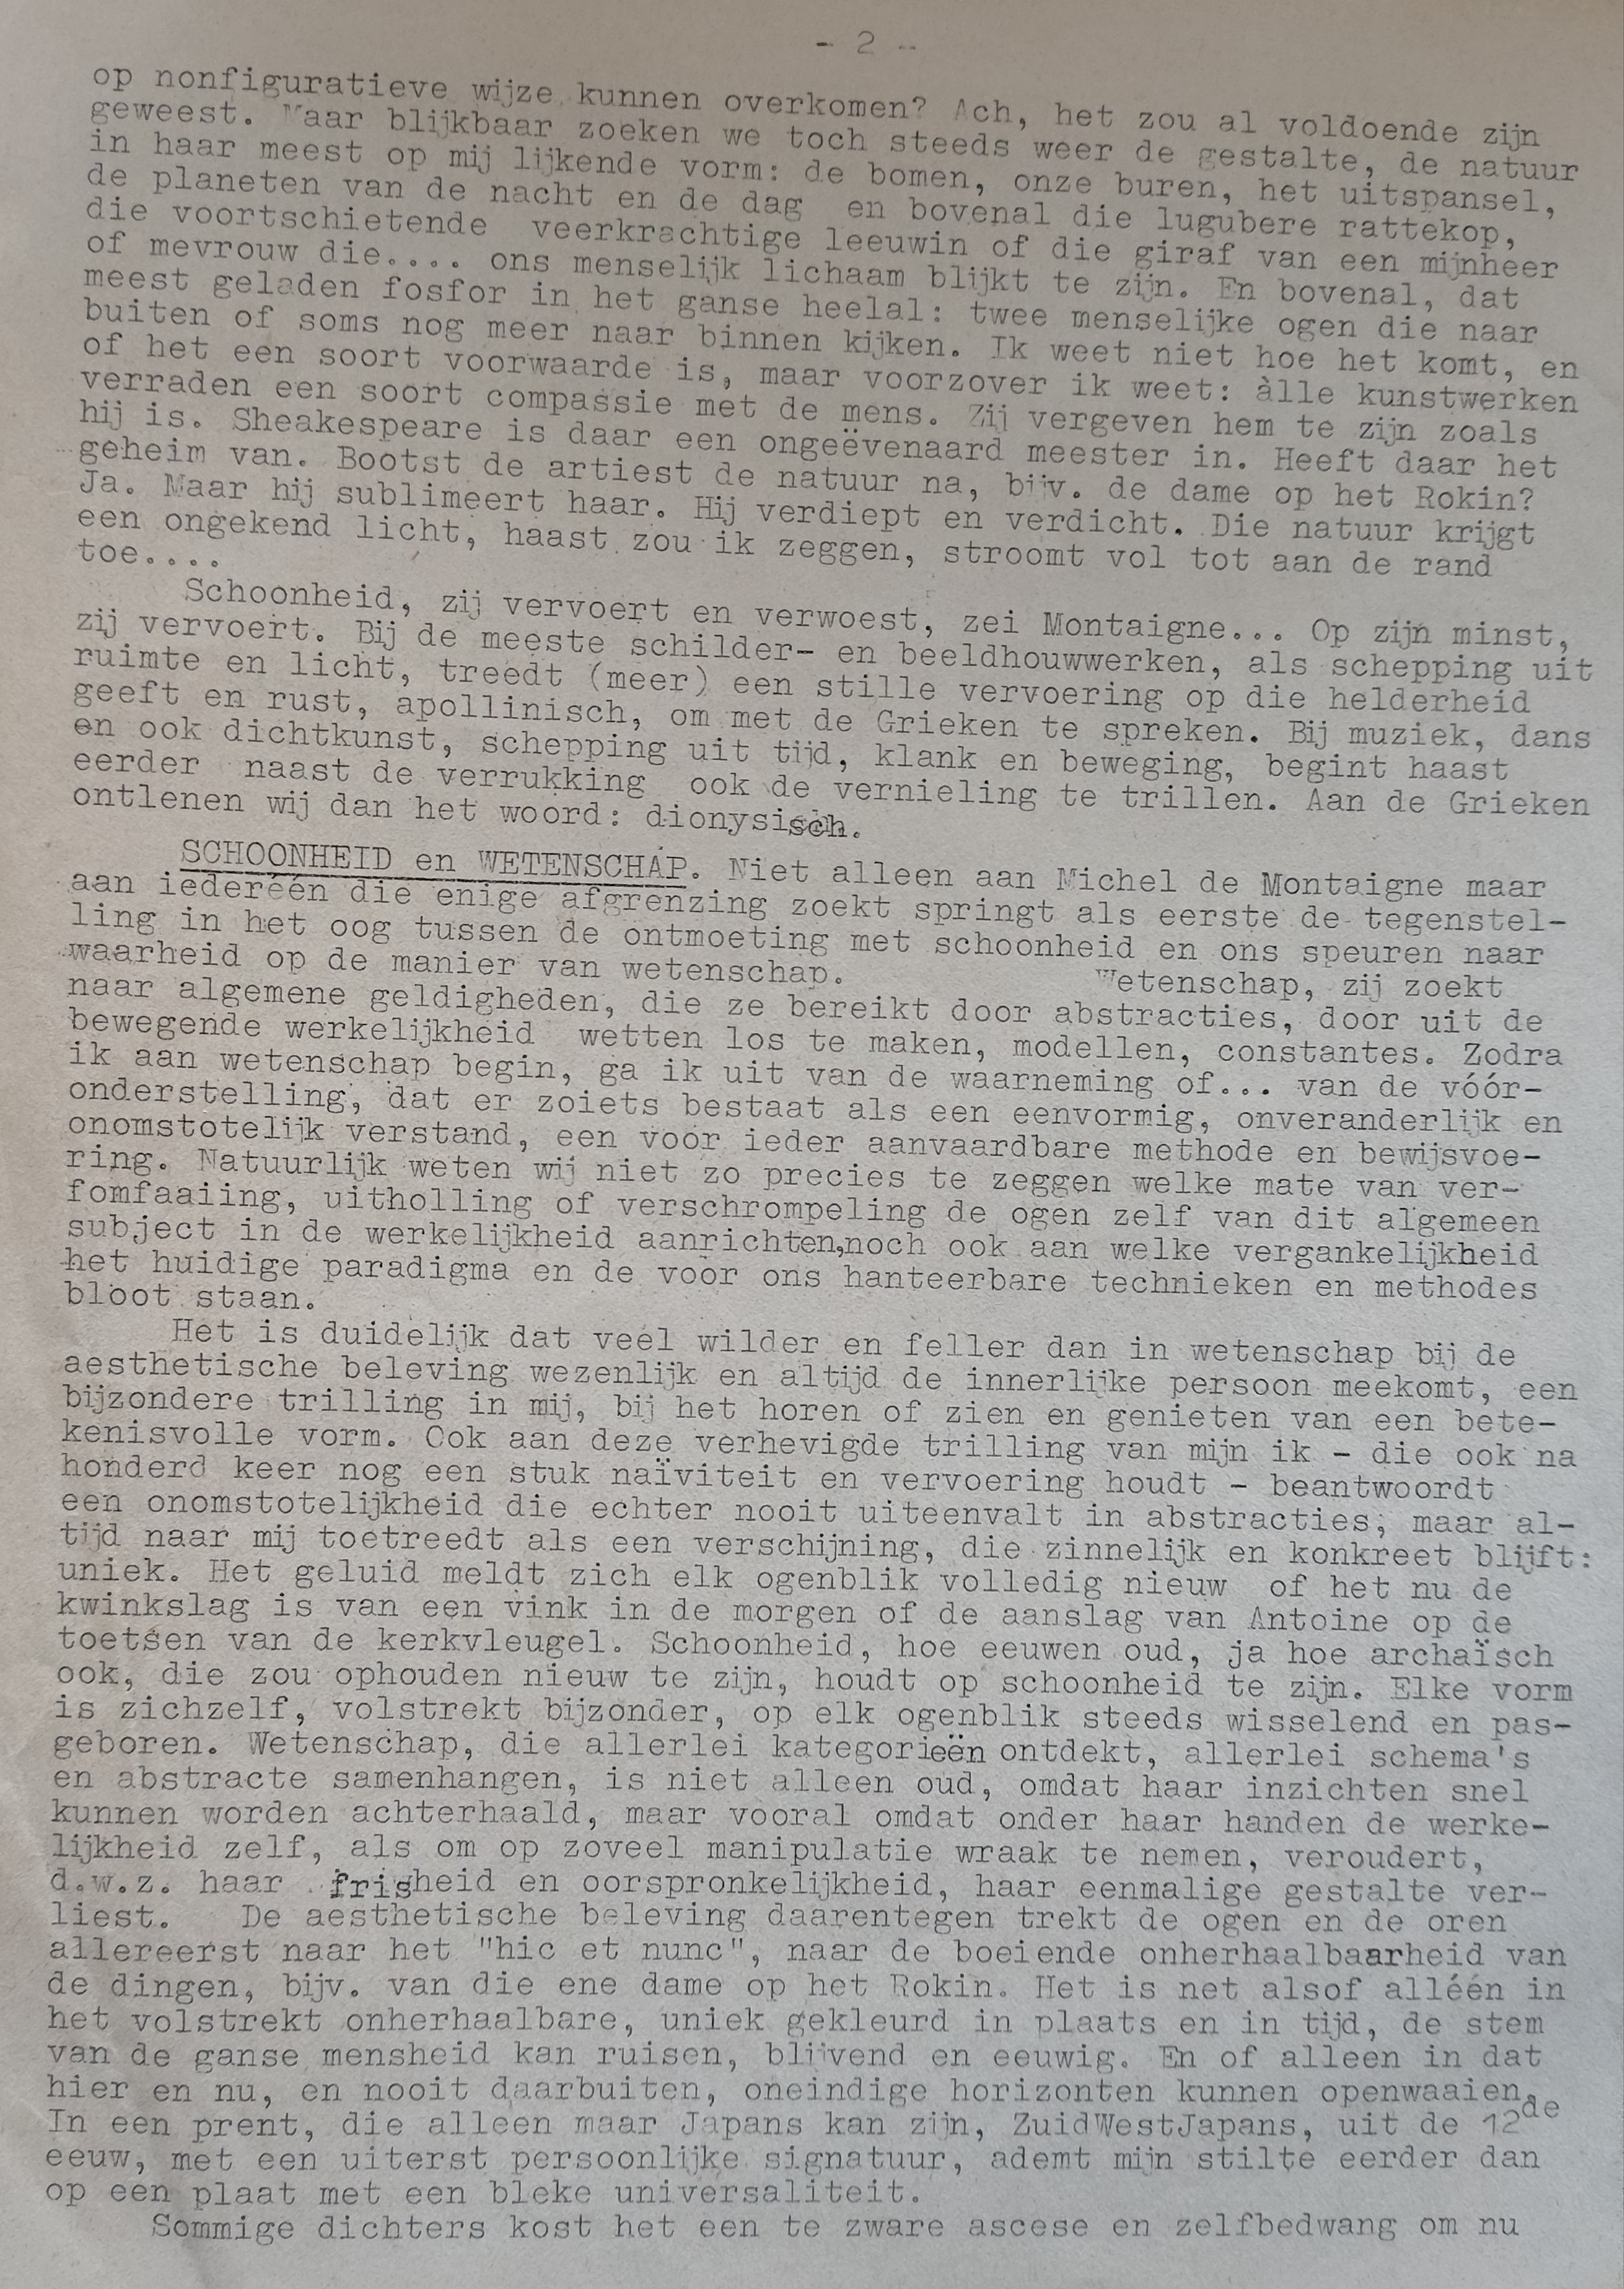 - 2 -
op nonfiguratieve wijze kunnen overkomen? Ach, het zou al voldoende zijn
geweest. Maar blijkbaar zoeken we toch steeds weer de gestalte, de natuur
in haar meest op mij lijkende vorm: de bomen, onze buren, het uitspansel,
de planeten van de nacht en de dag en bovenal die lugubere rattekop,
die voortschietende veerkrachtige leeuwin of die giraf van een mijnheer
of mevrouw die.... ons menselijk lichaam blijkt te zijn. En bovenal, dat
meest geladen fosfor in het ganse heelal: twee menselijke ogen die naar
buiten of soms nog meer naar binnen kijken. Ik weet niet hoe het komt, en
of het een soort voorwaarde is, maar voorzover ik weet: àlle kunstwerken
verraden een soort compassie met de mens. Zij vergeven hem te zijn zoals
hij is. Sheakespeare is daar een ongeëvenaard meester in. Heeft daar het
geheim van. Bootst de artiest de natuur na, bijv. de dame op het Rokin?
Ja. Maar hij sublimeert haar. Hij verdiept en verdicht. Die natuur krijgt
een ongekend licht, haast zou ik zeggen, stroomt vol tot aan de rand
toe....
Schoonheid, zij vervoert en verwoest, zei Montaigne... Op zijn minst,
zij vervoert. Bij de meeste schilder- en beeldhouwwerken, als schepping uit
ruimte en licht, treedt (meer) een stille vervoering op die helderheid
geeft en rust, apollinisch, om met de Grieken te spreken. Bij muziek, dans
en ook dichtkunst, schepping uit tijd, klank en beweging, begint haast
eerder naast de verrukking ook de vernieling te trillen. Aan de Grieken
ontlenen wij dan het woord: dionysisch.
SCHOONHEID en WETENSCHAP. Niet alleen aan Michel de Montaigne maar
aan iederéén die enige afgrenzing zoekt springt als eerste de tegenstel-
ling in het oog tussen de ontmoeting met schoonheid en ons speuren naar
waarheid op de manier van wetenschap. Wetenschap, zij zoekt
naar algemene geldigheden, die ze bereikt door abstracties, door uit de
bewegende werkelijkheid wetten los te maken, modellen, constantes. Zodra
ik aan wetenschap begin, ga ik uit van de waarneming of... van de vóór-
onderstelling, dat er zoiets bestaat als een eenvormig, onveranderlijk en
onomstotelijk verstand, een voor ieder aanvaardbare methode en bewijsvoe-
ring. Natuurlijk weten wij niet zo precies te zeggen welke mate van ver-
fomfaaiing, uitholling of verschrompeling de ogen zelf van dit algemeen
subject in de werkelijkheid aanrichten,noch ook aan welke vergankelijkheid
het huidige paradigma en de voor ons hanteerbare technieken en methodes
bloot staan.
Het is duidelijk dat veel wilder en feller dan in wetenschap bij de
aesthetische beleving wezenlijk en altijd de innerlijke persoon meekomt, een
bijzondere trilling in mij, bij het horen of zien en genieten van een bete-
kenisvolle vorm. Ook aan deze verhevigde trilling van mijn ik - die ook na
honderd keer nog een stuk naïviteit en vervoering houdt - beantwoordt
een onomstotelijkheid die echter nooit uiteenvalt in abstracties, maar al-
tijd naar mij toetreedt als een verschijning, die zinnelijk en konkreet blijft:
uniek. Het geluid meldt zich elk ogenblik volledig nieuw of het nu de
kwinkslag is van een vink in de morgen of de aanslag van Antoine op de
toetsen van de kerkvleugel. Schoonheid, hoe eeuwen oud, ja hoe archaïsch
ook, die zou ophouden nieuw te zijn, houdt op schoonheid te zijn. Elke vorm
is zichzelf, volstrekt bijzonder, op elk ogenblik steeds wisselend en pas-
geboren. Wetenschap, die allerlei kategorieën ontdekt, allerlei schema's
en abstracte samenhangen, is niet alleen oud, omdat haar inzichten snel
kunnen worden achterhaald, maar vooral omdat onder haar handen de werke-
lijkheid zelf, als om op zoveel manipulatie wraak te nemen, veroudert,
d.w.z. haar frisheid en oorspronkelijkheid, haar eenmalige gestalte ver-
liest. De aesthetische beleving daarentegen trekt de ogen en de oren
allereerst naar het "hic et nunc", naar de boeiende onherhaalbaarheid van
de dingen, bijv. van die ene dame op het Rokin. Het is net alsof alléén in
het volstrekt onherhaalbare, uniek gekleurd in plaats en in tijd, de stem
van de ganse mensheid kan ruisen, blijvend en eeuwig. En of alleen in dat
hier en nu, en nooit daarbuiten, oneindige horizonten kunnen openwaaien.
In een prent, die alleen maar Japans kan zijn, ZuidWestJapans, uit de 12de
eeuw, met een uiterst persoonlijke signatuur, ademt mijn stilte eerder dan
op een plaat met een bleke universaliteit.
Sommige dichters kost het een te zware ascese en zelfbedwang om nu